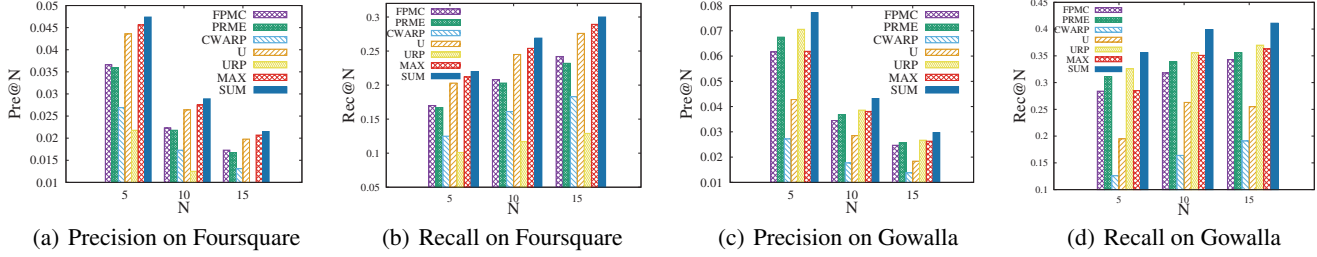 Pre@N
0.05
0.045
0.04
0.035
0.03
0.025
0.02
0.015
0.01
5
10
15
N
FPMC
PRME
CWARP
U
URP
MAX
SUM
(a) Precision on Foursquare
Rec@N
0.3
0.25
0.2
0.15
0.1
0.05
5
10
15
N
FPMC
PRME
CWARP
U
URP
MAX
SUM
(b) Recall on Foursquare
Pre@N
0.08
0.07
0.06
0.05
0.04
0.03
0.02
0.01
5
10
15
N
FPMC
PRME
CWARP
U
URP
MAX
SUM
(c) Precision on Gowalla
Rec@N
0.45
0.4
0.35
0.3
0.25
0.2
0.15
0.1
5
10
15
N
FPMC
PRME
CWARP
U
URP
MAX
SUM
(d) Recall on Gowalla